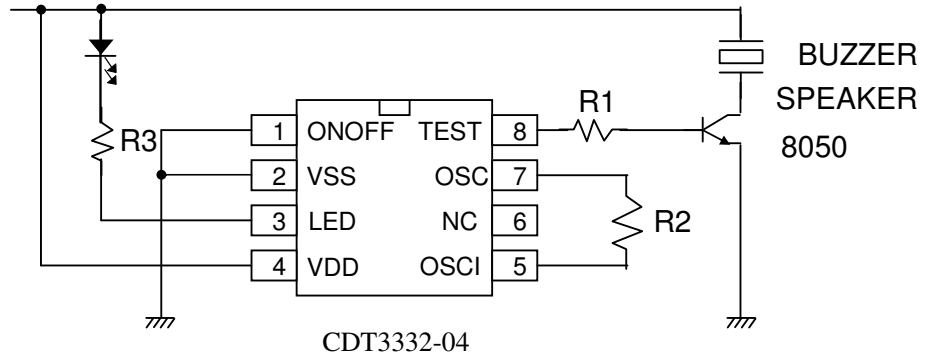 BUZZER
SPEAKER
8050
R1
R3
1 ONOFF TEST 8
2 VSS OSC 7
R2
3 LED NC 6
4 VDD OSCI 5
CDT3332-04